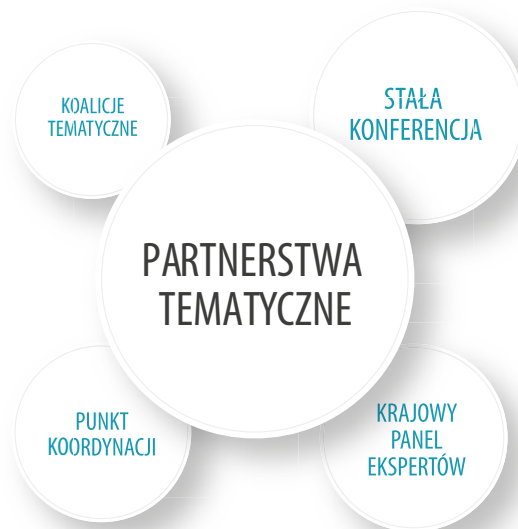 KOALICJE
TEMATYCZNE
STAŁA
KONFERENCJA
PARTNERSTWA
TEMATYCZNE
PUNKT
KOORDYNACJI
KRAJOWY
PANEL
EKSPERTÓW